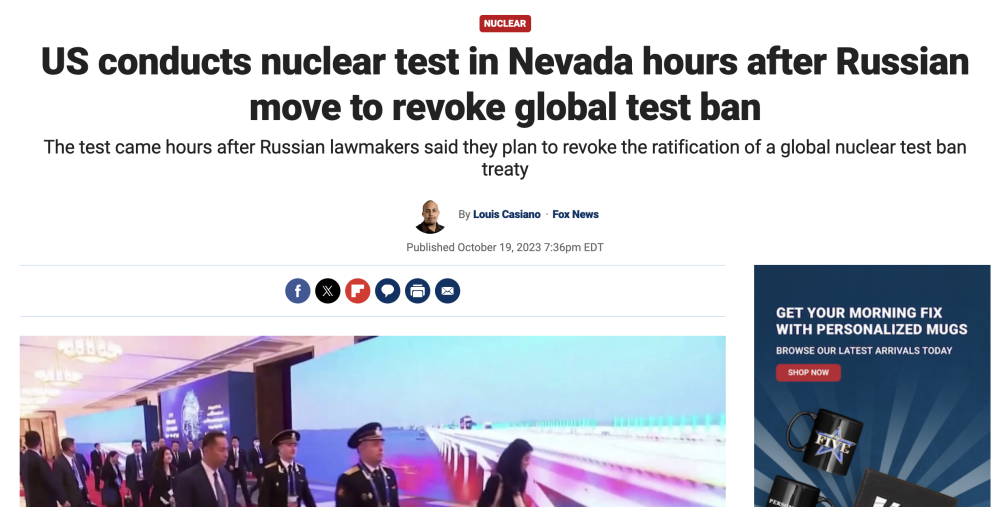 NUCLEAR
US conducts nuclear test in Nevada hours after Russian
move to revoke global test ban
The test came hours after Russian lawmakers said they plan to revoke the ratification of a global nuclear test ban
treaty
By Louis Casiano · Fox News
Published October 19, 2023 7:36pm EDT
GET YOUR MORNING FIX
WITH PERSONALIZED MUGS
BROWSE OUR LATEST ARRIVALS TODAY
SHOP NOW
FIVE